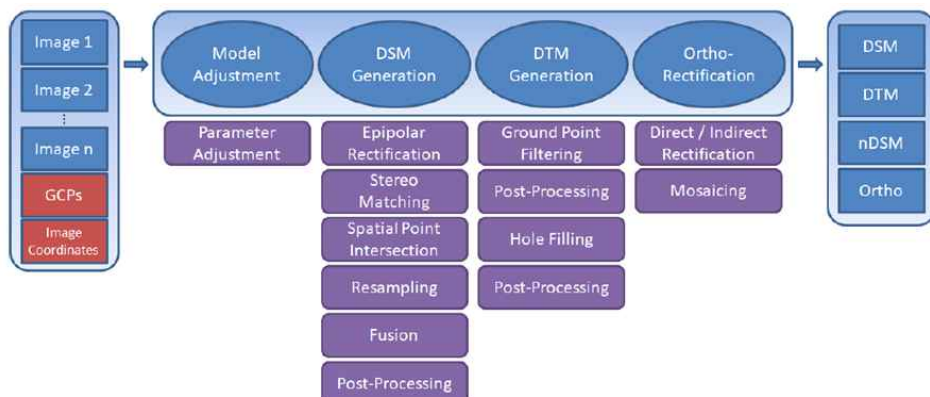 Image 1
Image 2
Image n
GCPs
Image
Coordinates
Model
Adjustment
DSM
Generation
DTM
Generation
Ortho-
Rectification
Parameter
Adjustment
Epipolar
Rectification
Stereo
Matching
Spatial Point
Intersection
Resampling
Fusion
Post-Processing
Ground Point
Filtering
Post-Processing
Hole Filling
Post-Processing
Direct / Indirect
Rectification
Mosaicing
DSM
DTM
nDSM
Ortho